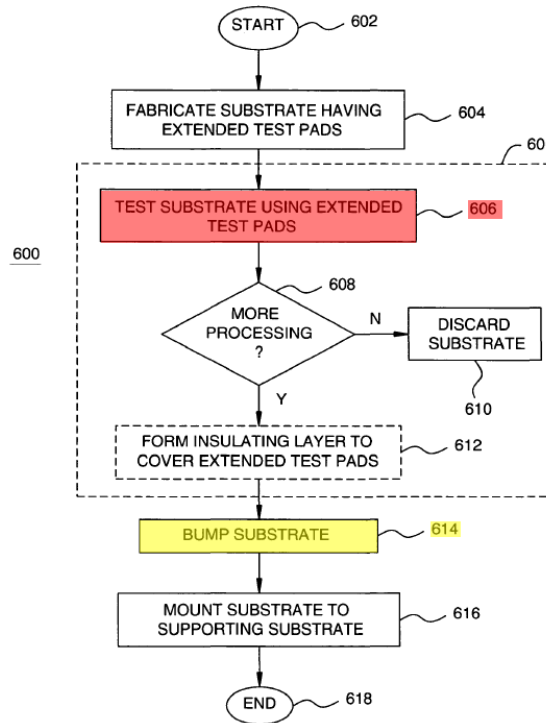 START
602
FABRICATE SUBSTRATE HAVING
EXTENDED TEST PADS
604
60
TEST SUBSTRATE USING EXTENDED
TEST PADS
606
600
608
MORE
PROCESSING
?
N
DISCARD
SUBSTRATE
610
Y
FORM INSULATING LAYER TO
COVER EXTENDED TEST PADS
612
BUMP SUBSTRATE
614
MOUNT SUBSTRATE TO
SUPPORTING SUBSTRATE
616
END
618